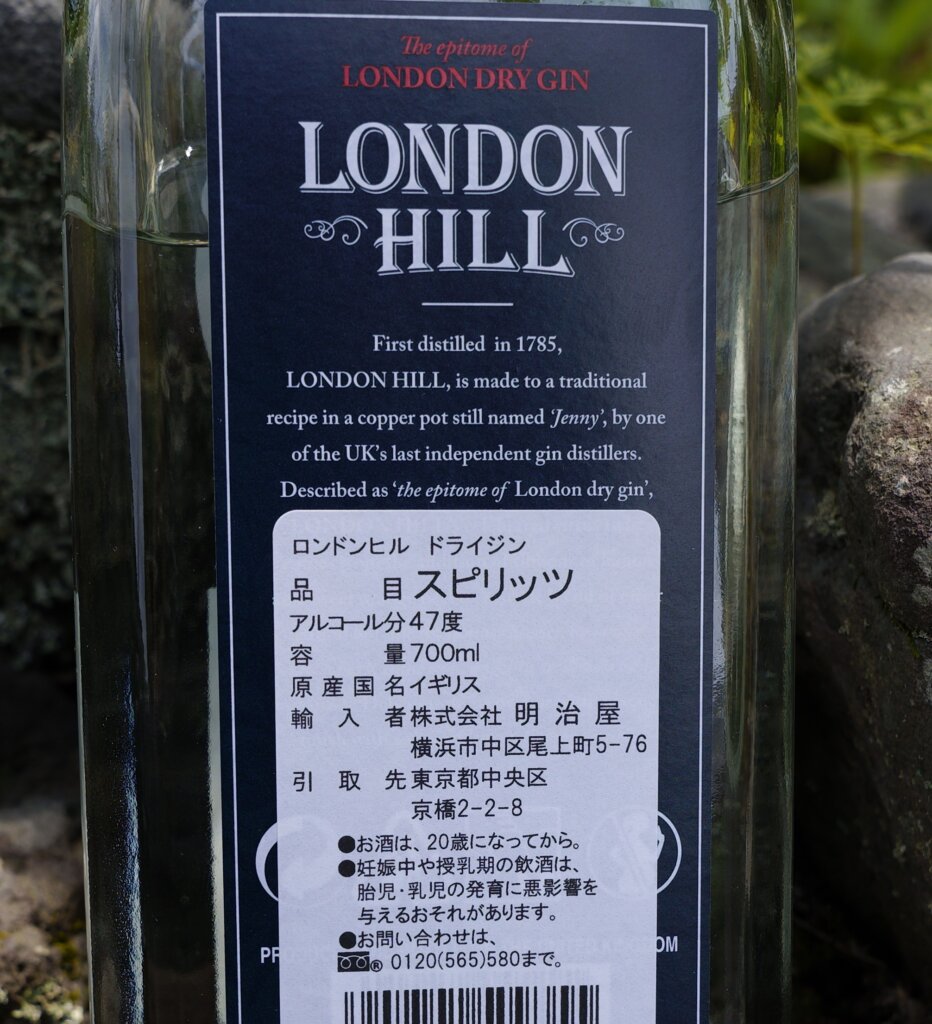 The epitome of
LONDON DRY GIN
LONDON
HILL
First distilled in 1785,
LONDON HILL, is made to a traditional
recipe in a copper pot still named 'Jenny', by one
of the UK's last independent gin distillers.
Described as 'the epitome of London dry gin',
ロンドンヒル ドライジン
品目 スピリッツ
アルコール分 47度
容量 700ml
原産国名 イギリス
輸入者 株式会社 明治屋
横浜市中区尾上町5-76
引取先 東京都中央区
京橋2-2-8
●お酒は、20歳になってから。
●妊娠中や授乳期の飲酒は、
胎児・乳児の発育に悪影響を
与えるおそれがあります。
●お問い合わせは、
® 0120(565)580まで。